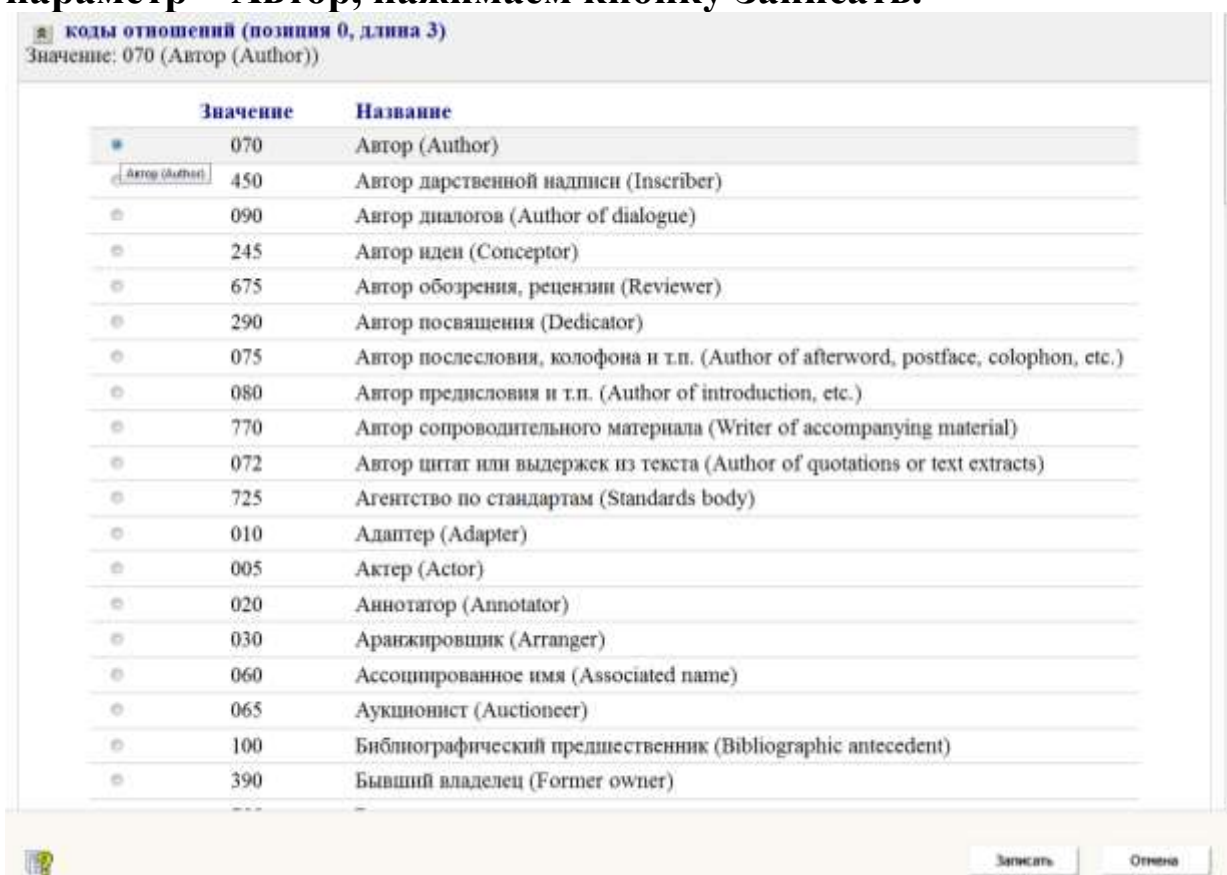 параметр – Автор, нажимаем кнопку Записать.
коды отношений (позиция 0, длина 3)
Значение: 070 (Автор (Author))
Значение Название
070 Автор (Author)
Автор (Author)
450 Автор дарственной надписи (Inscriber)
090 Автор диалогов (Author of dialogue)
245 Автор идеи (Conceptor)
675 Автор обозрения, рецензии (Reviewer)
290 Автор посвящения (Dedicator)
075 Автор послесловия, колофона и т.п. (Author of afterword, postface, colophon, etc.)
080 Автор предисловия и т.п. (Author of introduction, etc.)
770 Автор сопроводительного материала (Writer of accompanying material)
072 Автор цитат или выдержек из текста (Author of quotations or text extracts)
725 Агентство по стандартам (Standards body)
010 Адаптер (Adapter)
005 Актер (Actor)
020 Аннотатор (Annotator)
030 Аранжировщик (Arranger)
060 Ассоциированное имя (Associated name)
065 Аукционист (Auctioneer)
100 Библиографический предшественник (Bibliographic antecedent)
390 Бывший владелец (Former owner)
Записать Отмена